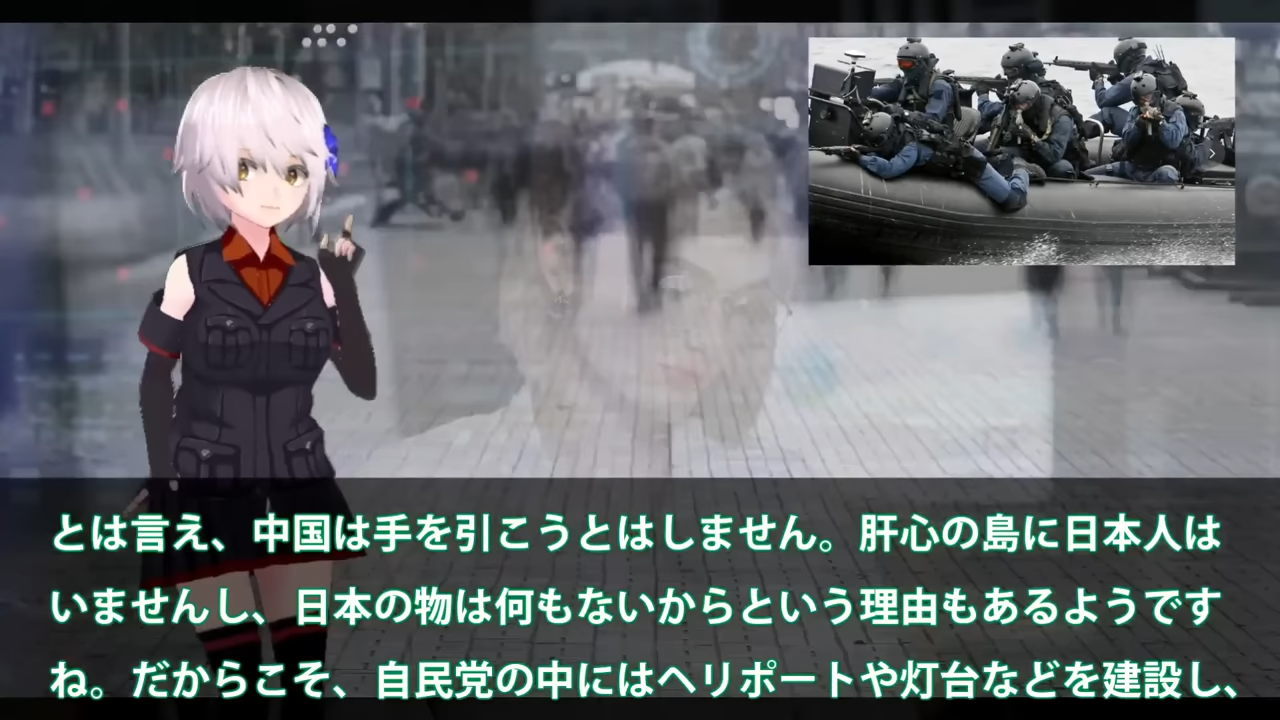 とは言え、中国は手を引こうとはしません。肝心の島に日本人は
いませんし、日本の物は何もないからという理由もあるようです
ね。だからこそ、自民党の中にはヘリポートや灯台などを建設し、